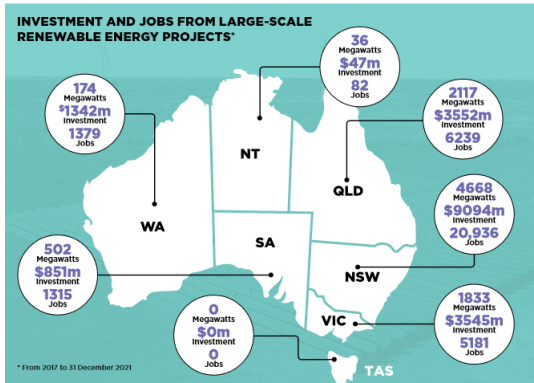 INVESTMENT AND JOBS FROM LARGE-SCALE
RENEWABLE ENERGY PROJECTS*
36
Megawatts
$47m
Investment
82
Jobs
174
Megawatts
$1342m
Investment
1379
Jobs
2117
Megawatts
$3552m
Investment
6239
Jobs
NT
QLD
WA
4668
Megawatts
$9094m
Investment
20,936
Jobs
SA
NSW
502
Megawatts
$851m
Investment
1315
Jobs
VIC
1833
Megawatts
$3545m
Investment
5181
Jobs
0
Megawatts
$0m
Investment
0
Jobs
TAS
* From 2017 to 31 December 2021